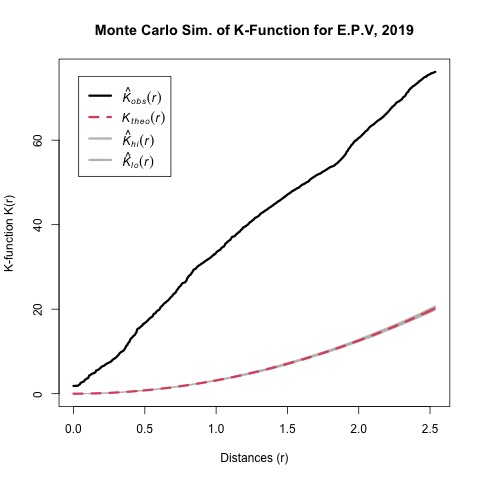 Monte Carlo Sim. of K-Function for E.P.V, 2019
K̂obs(r)
Ktheo(r)
K̂hi(r)
K̂lo(r)
K-function K(r)
60
40
20
0
0.0 0.5 1.0 1.5 2.0 2.5
Distances (r)